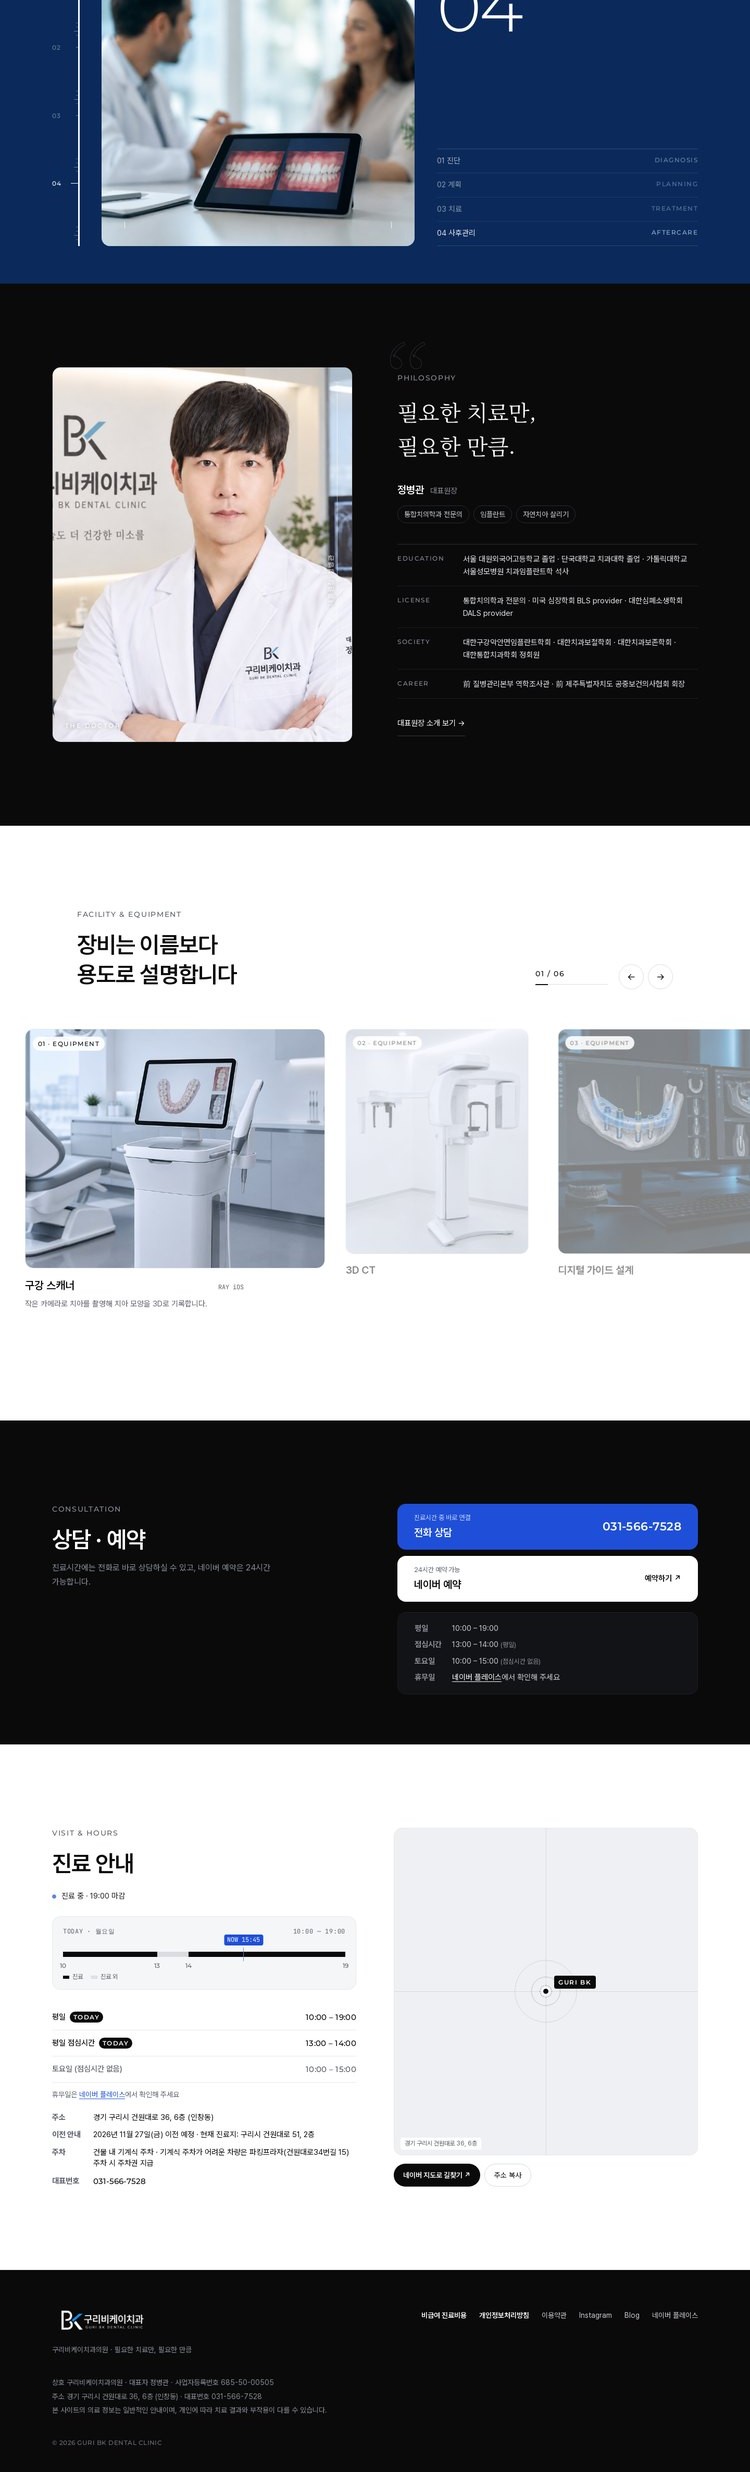 04
02
03
04
01 진단
DIAGNOSIS
02 계획
PLANNING
03 치료
TREATMENT
04 사후관리
AFTERCARE
BK
비케이치과
BK DENTAL CLINIC
도 더 건강한 미소를
BK
구리비케이치과
GURI BK DENTAL CLINIC
“
PHILOSOPHY
필요한 치료만,
필요한 만큼.
정병관 대표원장
통합치의학과 전문의
임플란트
자연치아 살리기
EDUCATION
서울 대원외국어고등학교 졸업 · 단국대학교 치과대학 졸업 · 가톨릭대학교
서울성모병원 치과임플란트학 석사
LICENSE
통합치의학과 전문의 · 미국 심장학회 BLS provider · 대한심폐소생학회
DALS provider
SOCIETY
대한구강악안면임플란트학회 · 대한치과보철학회 · 대한치과보존학회 ·
대한통합치과학회 정회원
CAREER
前 질병관리본부 역학조사관 · 前 제주특별자치도 공중보건의사협회 회장
대표원장 소개 보기 →
FACILITY & EQUIPMENT
장비는 이름보다
용도로 설명합니다
01 / 06
← →
01 · EQUIPMENT
02 · EQUIPMENT
03 · EQUIPMENT
구강 스캐너
RAY iOS
작은 카메라로 치아를 촬영해 치아 모양을 3D로 기록합니다.
3D CT
디지털 가이드 설계
CONSULTATION
상담 · 예약
진료시간에는 전화로 바로 상담하실 수 있고, 네이버 예약은 24시간
가능합니다.
진료시간 중 바로 연결
전화 상담
031-566-7528
24시간 예약 가능
네이버 예약
예약하기 ↗
평일 10:00 – 19:00
점심시간 13:00 – 14:00 (평일)
토요일 10:00 – 15:00 (점심시간 없음)
휴무일 네이버 플레이스에서 확인해 주세요
VISIT & HOURS
진료 안내
진료 중 · 19:00 마감
TODAY · 월요일
10:00 — 19:00
NOW 15:45
10 13 14 19
진료 진료 외
평일 TODAY 10:00 – 19:00
평일 점심시간 TODAY 13:00 – 14:00
토요일 (점심시간 없음) 10:00 – 15:00
휴무일은 네이버 플레이스에서 확인해 주세요
주소 경기 구리시 건원대로 36, 6층 (인창동)
이전 안내 2026년 11월 27일(금) 이전 예정 · 현재 진료지: 구리시 건원대로 51, 2층
주차 건물 내 기계식 주차 · 기계식 주차가 어려운 차량은 파킹프라자(건원대로34번길 15)
주차 시 주차권 지급
대표번호 031-566-7528
GURI BK
경기 구리시 건원대로 36, 6층
네이버 지도로 길찾기 ↗
주소 복사
BK 구리비케이치과
GURI BK DENTAL CLINIC
비급여 진료비용 개인정보처리방침 이용약관 Instagram Blog 네이버 플레이스
구리비케이치과의원 · 필요한 치료만, 필요한 만큼
상호 구리비케이치과의원 · 대표자 정병관 · 사업자등록번호 685-50-00505
주소 경기 구리시 건원대로 36, 6층 (인창동) · 대표번호 031-566-7528
본 사이트의 의료 정보는 일반적인 안내이며, 개인에 따라 치료 결과와 부작용이 다를 수 있습니다.
© 2026 GURI BK DENTAL CLINIC